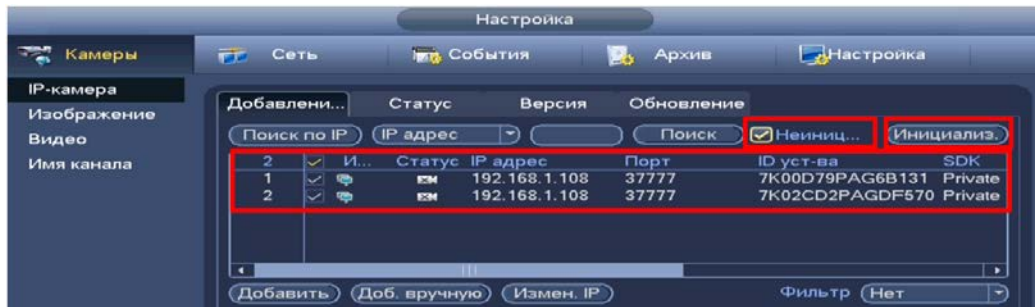 Настройка
Камеры Сеть События Архив Настройка
IP-камера
Изображение
Видео
Имя канала
Добавлени... Статус Версия Обновление
Поиск по IP IP адрес Поиск Неиниц... Инициализ.
2 И... Статус IP адрес Порт ID уст-ва SDK
1 192.168.1.108 37777 7K00D79PAG6B131 Private
2 192.168.1.108 37777 7K02CD2PAGDF570 Private
Добавить Доб. вручную Измен. IP Фильтр Нет